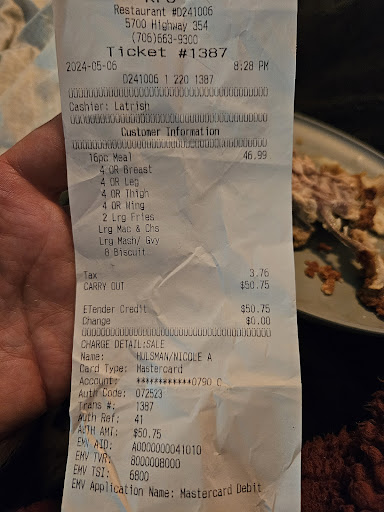 Restaurant #D241006
5700 Highway 354
(706)663-9300
Ticket #1387
2024-05-06 8:28 PM
D241006 1 220 1387
Cashier: Latrish
Customer Information
16pc Meal 46.99
4 OR Breast
4 OR Leg
4 OR Thigh
4 OR Wing
2 Lrg Fries
Lrg Mac & Chs
Lrg Mash/ Gvy
8 Biscuit
Tax 3.76
CARRY OUT $50.75
ETender Credit $50.75
Change $0.00
CHARGE DETAIL:SALE
Name: HULSMAN/NICOLE A
Card Type: Mastercard
Account: ************0790 C
Auth Code: 072523
Trans #: 1387
Auth Ref: 41
AUTH AMT: $50.75
EMV AID: A0000000041010
EMV TVR: 8000008000
EMV TSI: 6800
EMV Application Name: Mastercard Debit